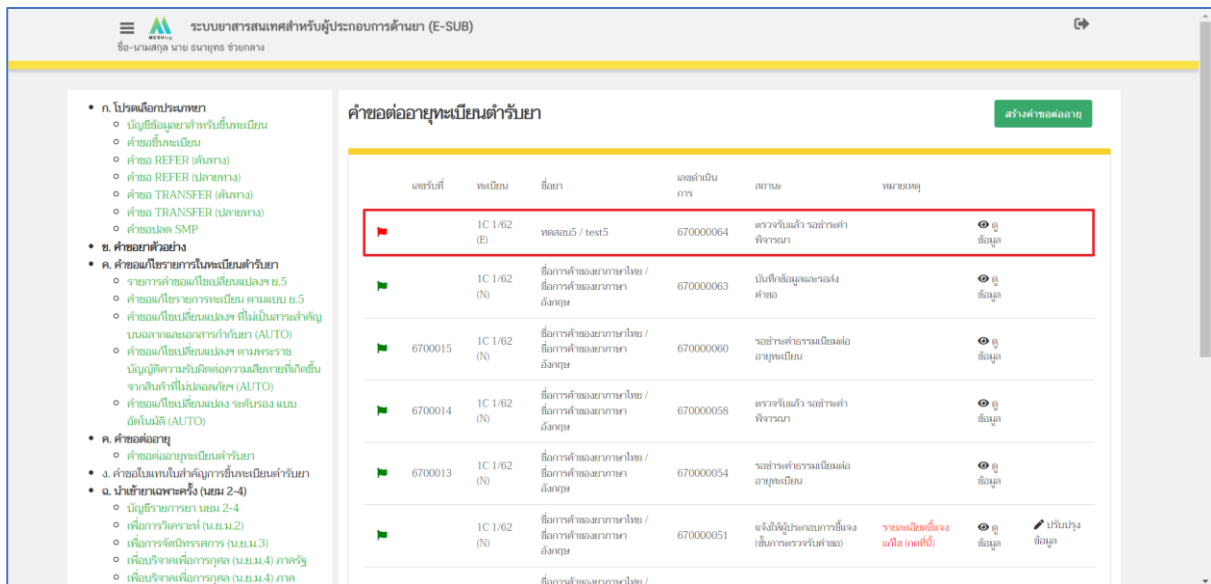 ระบบยาสารสนเทศสำหรับผู้ประกอบการด้านยา (E-SUB)
ชื่อ-นามสกุล นาย ธนายุทธ ช่วยกลาง
ก. โปรดเลือกประเภทยา
บัญชีข้อมูลยาสำหรับขึ้นทะเบียน
คำขอขึ้นทะเบียน
คำขอ REFER (ต้นทาง)
คำขอ REFER (ปลายทาง)
คำขอ TRANSFER (ต้นทาง)
คำขอ TRANSFER (ปลายทาง)
คำขอปลด SMP
ข. คำขอยาตัวอย่าง
ค. คำขอแก้ไขรายการในทะเบียนตำรับยา
รายการคำขอแก้ไขเปลี่ยนแปลงฯ ย.5
คำขอแก้ไขรายการทะเบียน ตามแบบ ย.5
คำขอแก้ไขเปลี่ยนแปลงฯ ที่ไม่เป็นสาระสำคัญ
บนฉลากและเอกสารกำกับยา (AUTO)
คำขอแก้ไขเปลี่ยนแปลงฯ ตามพระราช
บัญญัติความรับผิดต่อความเสียหายที่เกิดขึ้น
จากสินค้าที่ไม่ปลอดภัยฯ (AUTO)
คำขอแก้ไขเปลี่ยนแปลง ระดับรอง แบบ
อัตโนมัติ (AUTO)
ค. คำขอต่ออายุ
คำขอต่ออายุทะเบียนตำรับยา
ง. คำขอใบแทนใบสำคัญการขึ้นทะเบียนตำรับยา
ฉ. นำเข้ายาเฉพาะครั้ง (นยม 2-4)
บัญชีรายการยา นยม 2-4
เพื่อการวิเคราะห์ (น.ย.ม.2)
เพื่อการจัดนิทรรศการ (น.ย.ม.3)
เพื่อบริจาคเพื่อการกุศล (น.ย.ม.4) ภาครัฐ
เพื่อบริจาคเพื่อการกุศล (น.ย.ม.4) ภาค
คำขอต่ออายุทะเบียนตำรับยา
สร้างคำขอต่ออายุ
เลขรับที่ ทะเบียน ชื่อยา เลขดำเนิน สถานะ หมายเหตุ
การ
1C 1/62 ทดสอบ5 / test5 670000064 ตรวจรับแล้ว รอชำระค่า ดู
(E) พิจารณา ข้อมูล
ชื่อการค้าของยาภาษาไทย /
1C 1/62 ชื่อการค้าของยาภาษา 670000063 บันทึกข้อมูลและรอส่ง ดู
(N) อังกฤษ คำขอ ข้อมูล
ชื่อการค้าของยาภาษาไทย /
6700015 1C 1/62 ชื่อการค้าของยาภาษา 670000060 รอชำระค่าธรรมเนียมต่อ ดู
(N) อังกฤษ อายุทะเบียน ข้อมูล
ชื่อการค้าของยาภาษาไทย /
6700014 1C 1/62 ชื่อการค้าของยาภาษา 670000058 ตรวจรับแล้ว รอชำระค่า ดู
(N) อังกฤษ พิจารณา ข้อมูล
ชื่อการค้าของยาภาษาไทย /
6700013 1C 1/62 ชื่อการค้าของยาภาษา 670000054 รอชำระค่าธรรมเนียมต่อ ดู
(N) อังกฤษ อายุทะเบียน ข้อมูล
ชื่อการค้าของยาภาษาไทย /
1C 1/62 ชื่อการค้าของยาภาษา 670000051 แจ้งให้ผู้ประกอบการชี้แจง รายละเอียดชี้แจง ดู ปรับปรุง
(N) อังกฤษ (ขั้นการตรวจรับคำขอ) แก้ไข (กดที่นี่) ข้อมูล ข้อมูล
ชื่อการค้าของยาภาษาไทย /